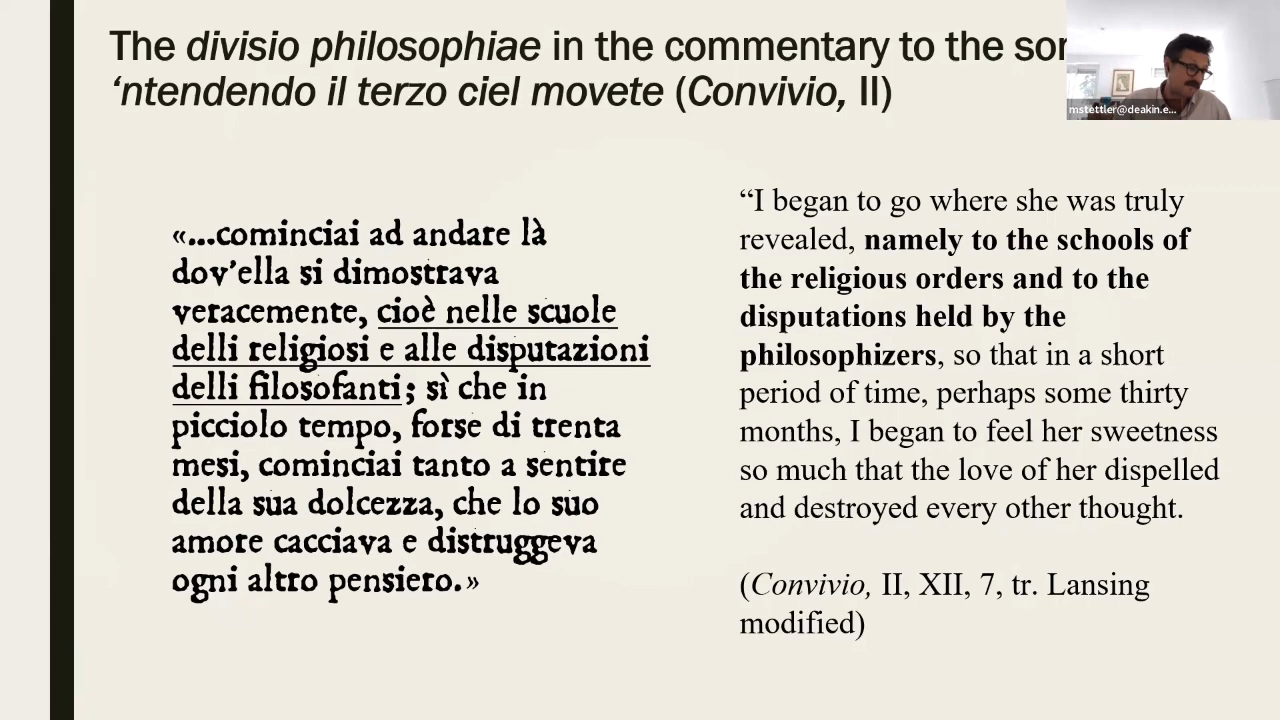 The divisio philosophiae in the commentary to the
‘ntendendo il terzo ciel movete (Convivio, II)
mstettler@deakin.e...
«...cominciai ad andare là
dov’ella si dimostrava
veracemente, cioè nelle scuole
delli religiosi e alle disputazioni
delli filosofanti; sì che in
picciolo tempo, forse di trenta
mesi, cominciai tanto a sentire
della sua dolcezza, che lo suo
amore cacciava e distruggeva
ogni altro pensiero.»
“I began to go where she was truly
revealed, namely to the schools of
the religious orders and to the
disputations held by the
philosophizers, so that in a short
period of time, perhaps some thirty
months, I began to feel her sweetness
so much that the love of her dispelled
and destroyed every other thought.
(Convivio, II, XII, 7, tr. Lansing
modified)